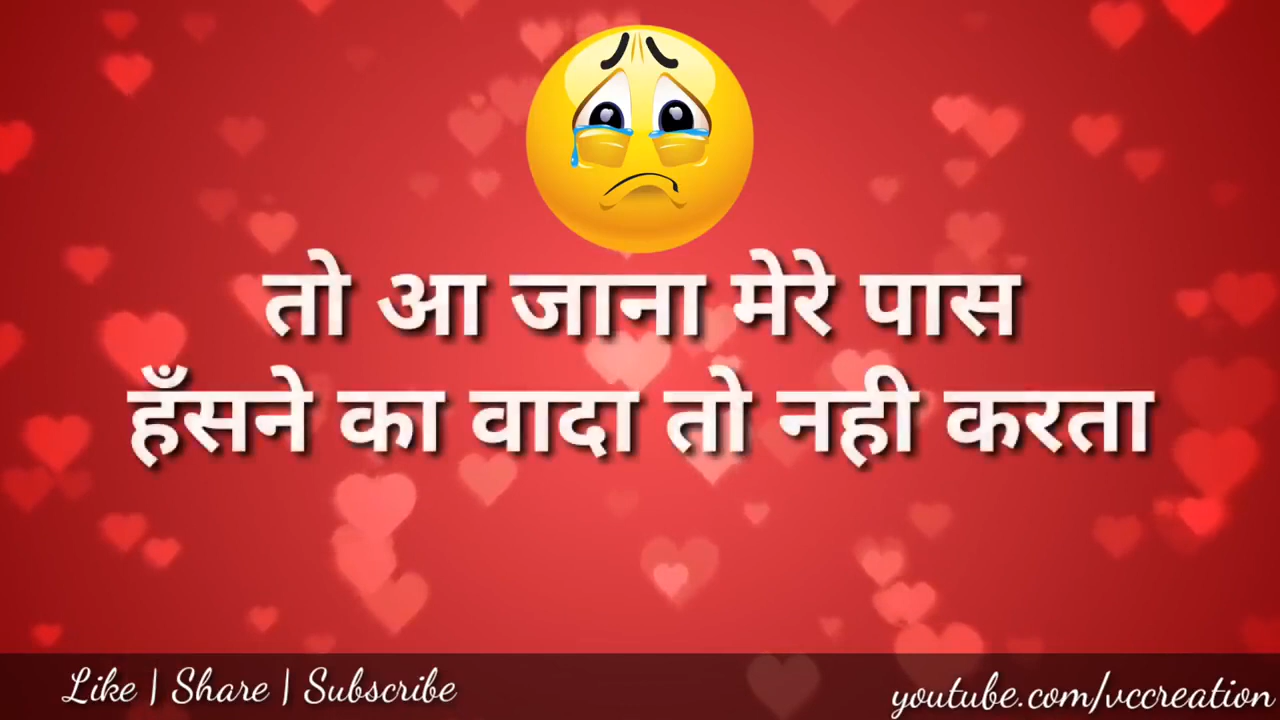 तो आ जाना मेरे पास
हँसने का वादा तो नही करता
Like | Share | Subscribe
youtube.com/vccreation